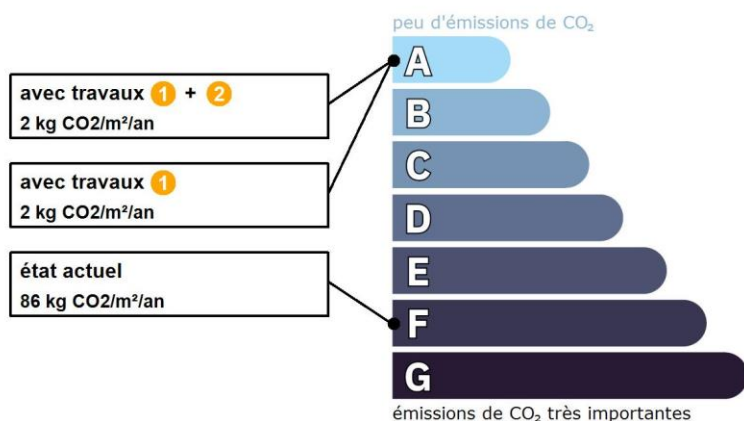 peu d'émissions de CO₂
A
avec travaux 1 + 2
2 kg CO2/m²/an
B
C
avec travaux 1
2 kg CO2/m²/an
D
E
état actuel
86 kg CO2/m²/an
F
G
émissions de CO₂ très importantes